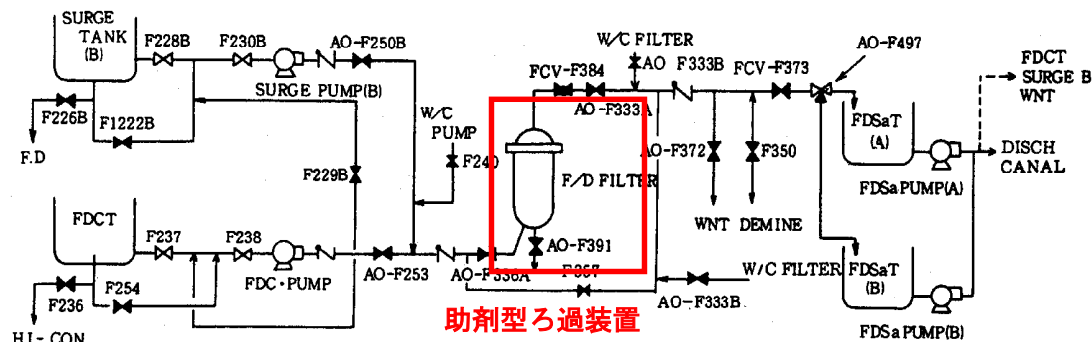 SURGE
TANK
(B)
F228B
F230B
AO-F250B
SURGE PUMP(B)
F226B
F1222B
F.D
F229B
W/C
PUMP
F240
W/C FILTER
AO
F333B
FCV-F384
AO-F333A
FCV-F373
AO-F497
FDCT
SURGE B
WNT
FDSaT
(A)
DISCH
CANAL
FDSaPUMP(A)
AO-F372
F350
WNT
DEMINE
F/D FILTER
AO-F391
FDCT
F237
F238
FDC・PUMP
AO-F253
AO-F336A
F367
F236
F254
HI-CON
W/C FILTER
AO-F333B
FDSaT
(B)
FDSaPUMP(B)
助剤型ろ過装置